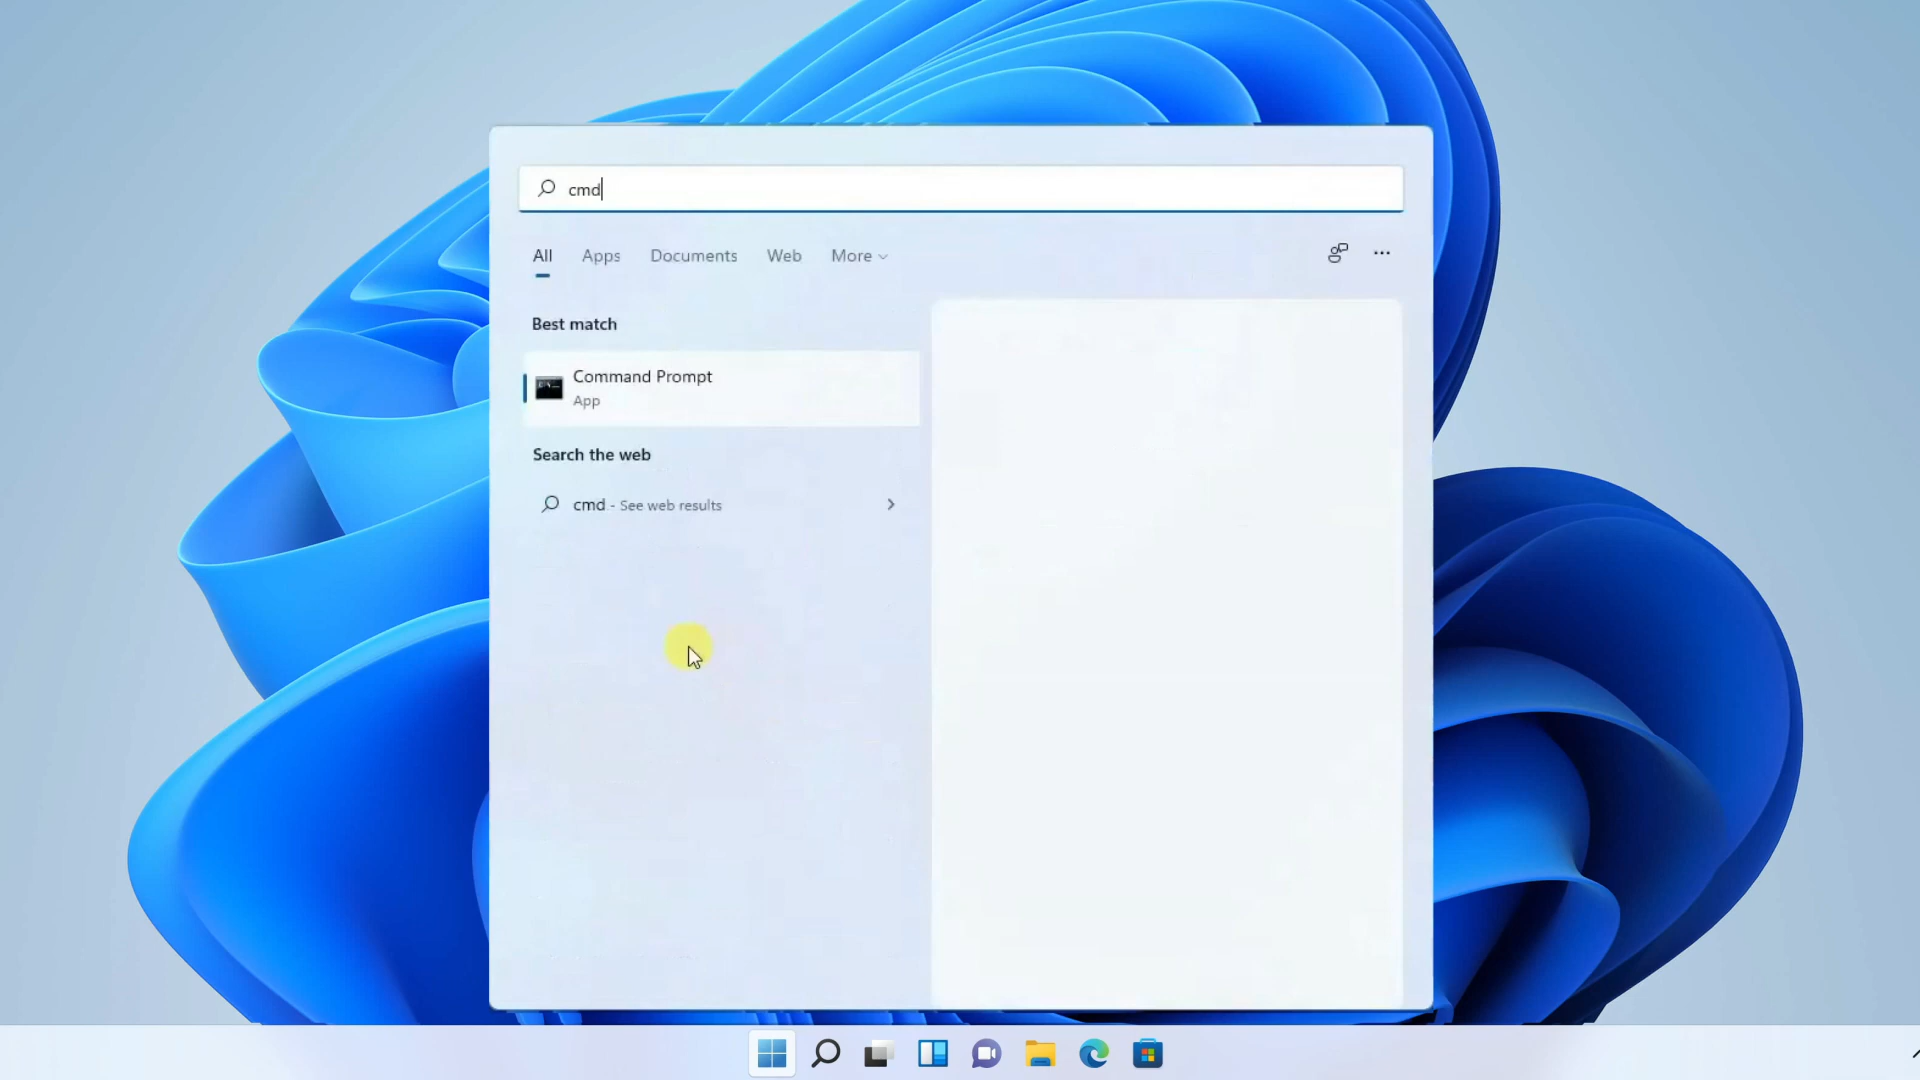 cmd
All Apps Documents Web More
Best match
Command Prompt
App
Search the web
cmd - See web results